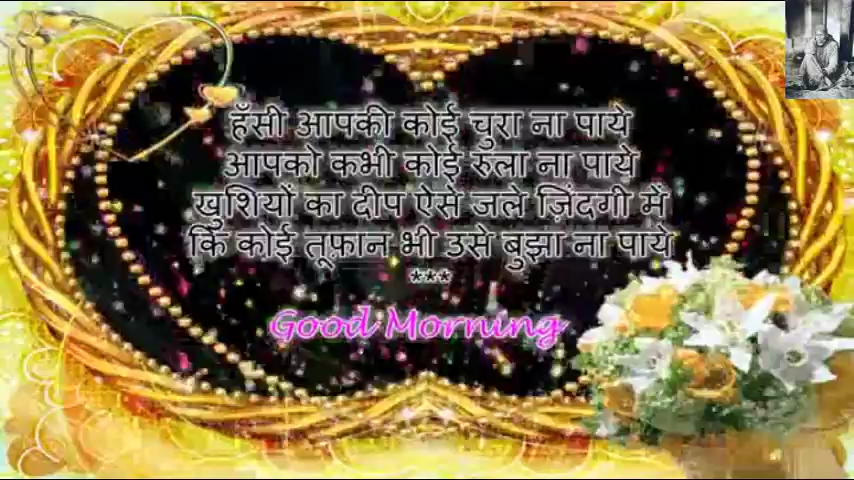 हँसी आपकी कोई चुरा ना पाये
आपको कभी कोई रुला ना पाये
खुशियों का दीप ऐसे जले ज़िंदगी में
कि कोई तूफ़ान भी उसे बुझा ना पाये
***
Good Morning